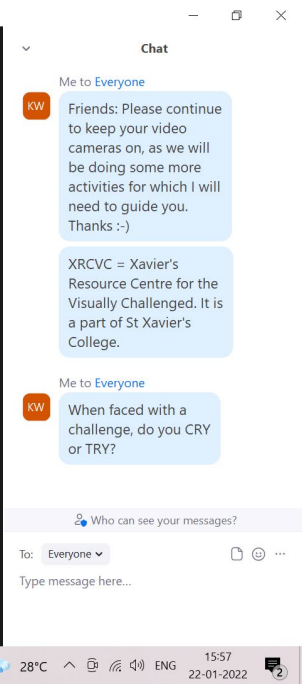 Chat
Me to Everyone
KW
Friends: Please continue
to keep your video
cameras on, as we will
be doing some more
activities for which I will
need to guide you.
Thanks :-)
XRCVC = Xavier's
Resource Centre for the
Visually Challenged. It is
a part of St Xavier's
College.
Me to Everyone
KW
When faced with a
challenge, do you CRY
or TRY?
Who can see your messages?
To: Everyone
Type message here...
28°C ENG 15:57
22-01-2022
2